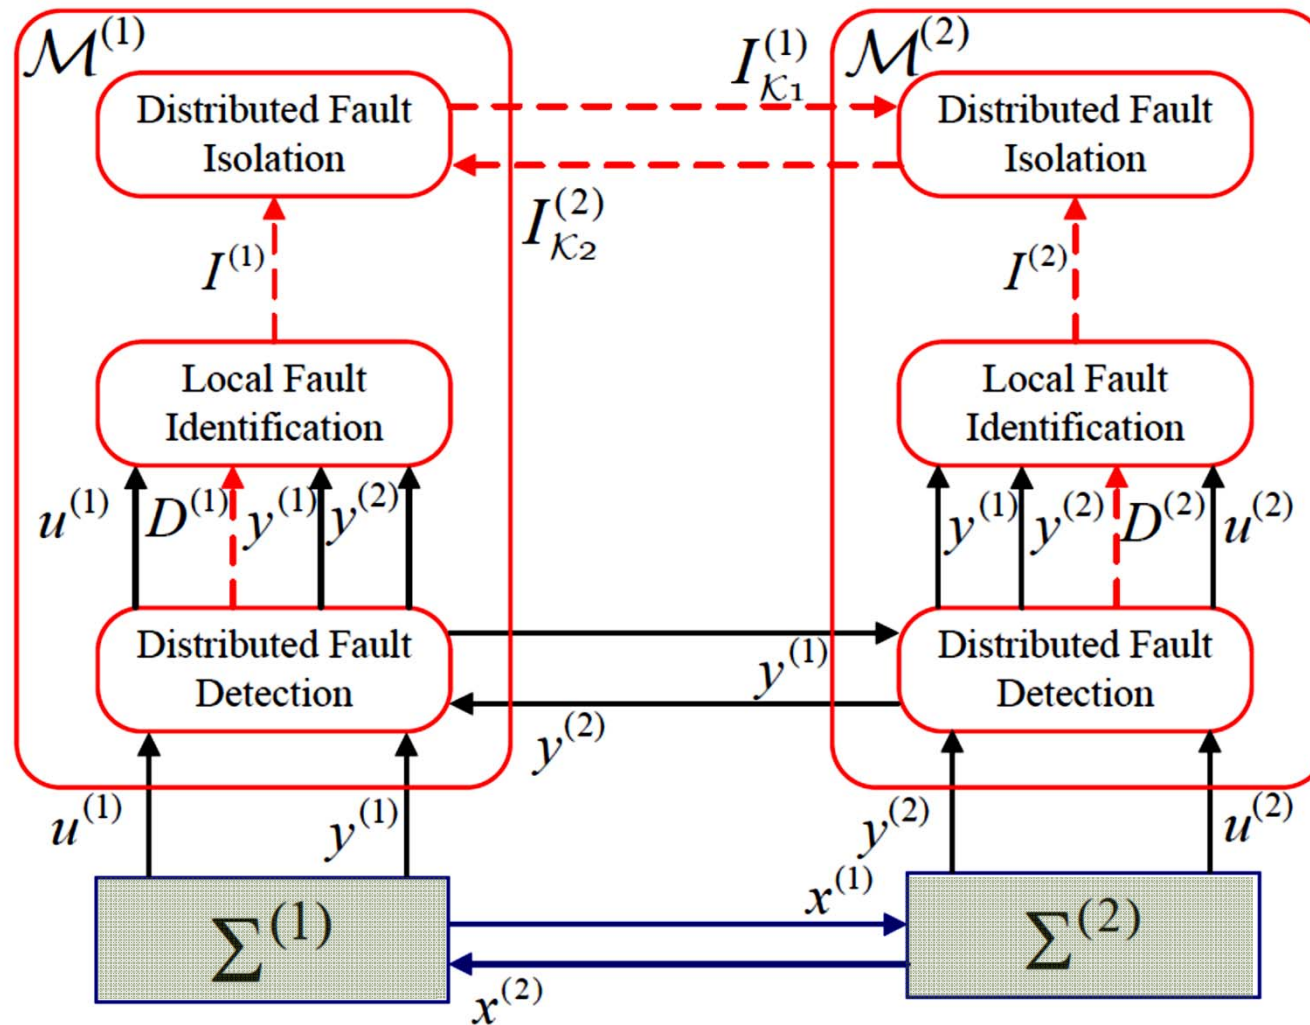 𝓜^(1)
I_𝒦1^(1)
𝓜^(2)
Distributed Fault
Isolation
Distributed Fault
Isolation
I_𝒦2^(2)
I^(1)
I^(2)
Local Fault
Identification
Local Fault
Identification
u^(1) D^(1) y^(1) y^(2)
y^(1) y^(2) D^(2) u^(2)
Distributed Fault
Detection
Distributed Fault
Detection
y^(1)
y^(2)
u^(1) y^(1)
y^(2) u^(2)
x^(1)
Σ^(1)
Σ^(2)
x^(2)